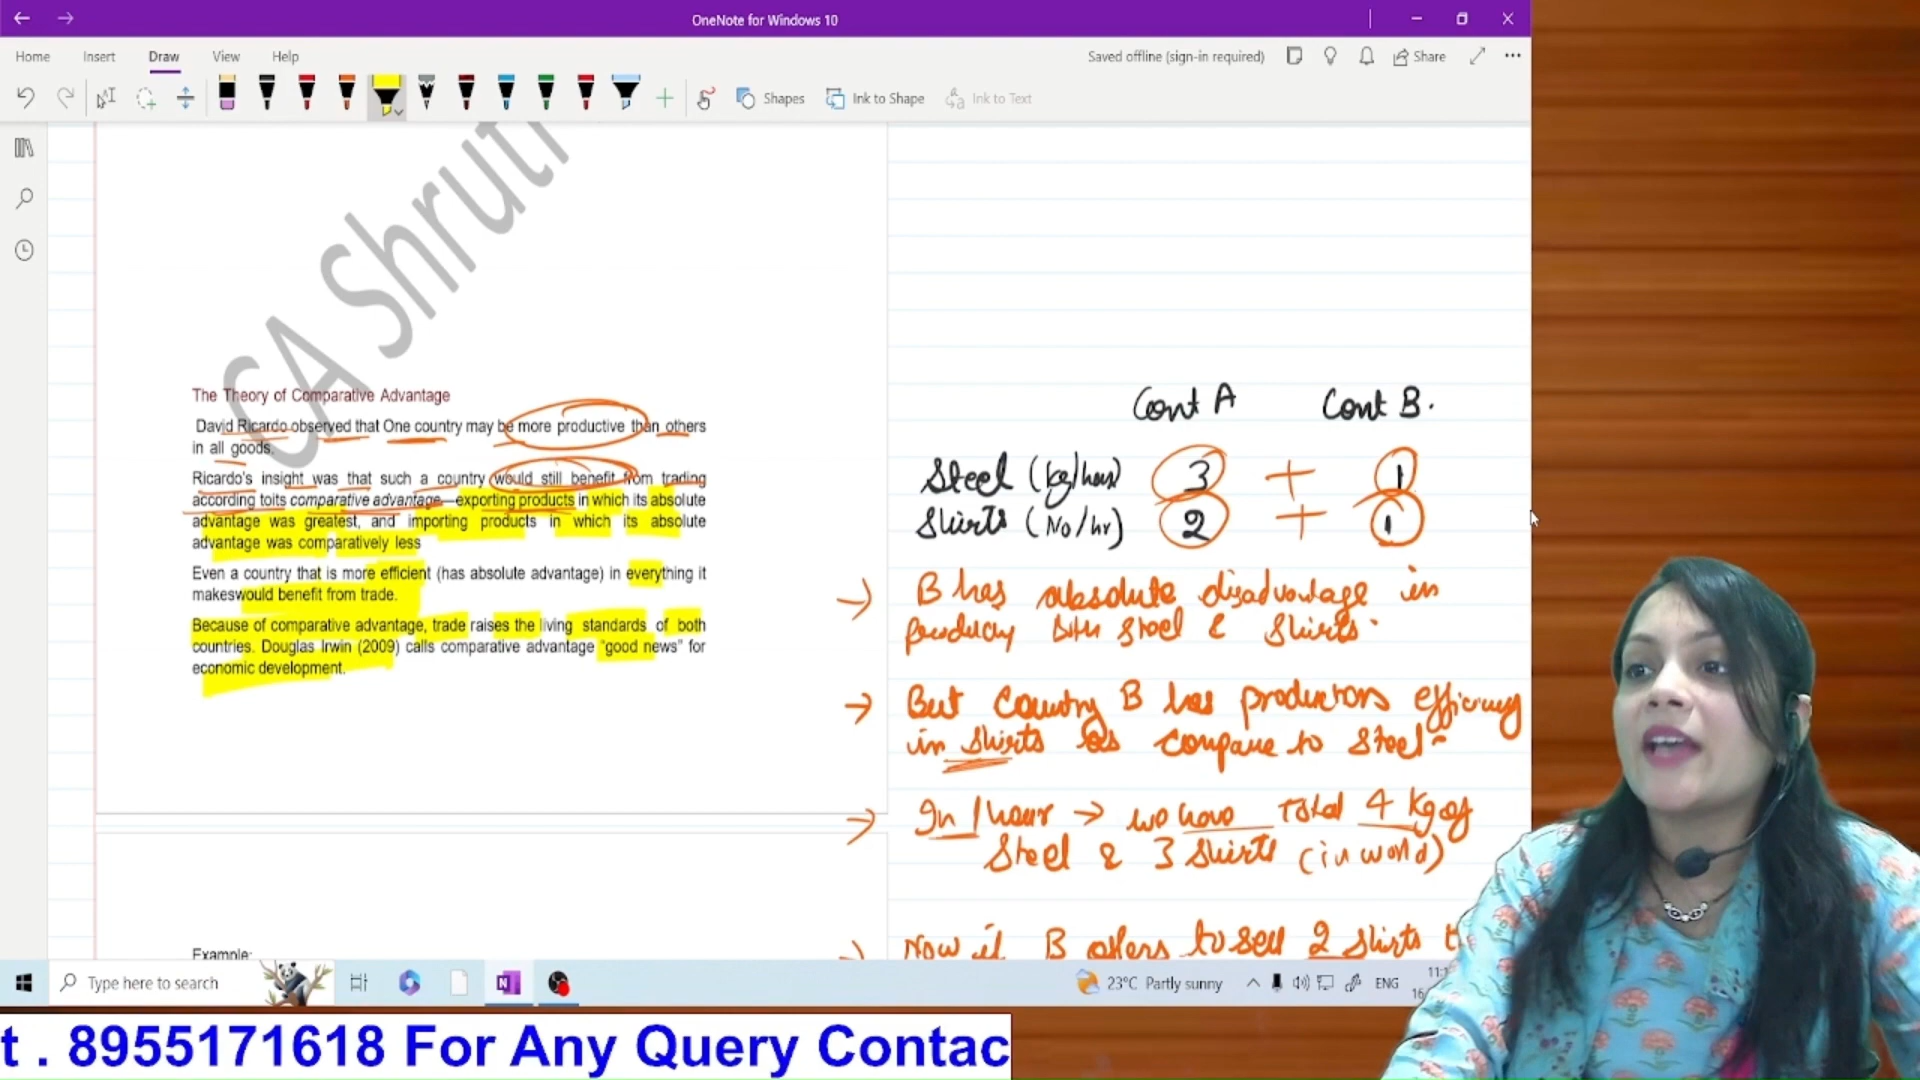 OneNote for Windows 10
Home Insert Draw View Help
Saved offline (sign-in required) Share
Shapes Ink to Shape Ink to Text
CA Shruti
The Theory of Comparative Advantage
David Ricardo observed that One country may be more productive than others
in all goods.
Ricardo's insight was that such a country would still benefit from trading
according toits comparative advantage—exporting products in which its absolute
advantage was greatest, and importing products in which its absolute
advantage was comparatively less
Even a country that is more efficient (has absolute advantage) in everything it
makeswould benefit from trade.
Because of comparative advantage, trade raises the living standards of both
countries. Douglas Irwin (2009) calls comparative advantage "good news" for
economic development.
Example:
Cont A Cont B.
Steel (kg/hour) 3 + 1
Shirts (No/hr) 2 + 1
→ B has absolute disadvantage in
both Steel & Shirts.
→ But Country B has efficiency
in Shirts as compare to Steel-
→ In 1 hour → we have Total 4 kg of
Steel & 3 Shirts (in world)
Now if B offers to sell 2 shirts
Type here to search
23°C Partly sunny
ENG
t . 8955171618 For Any Query Contac